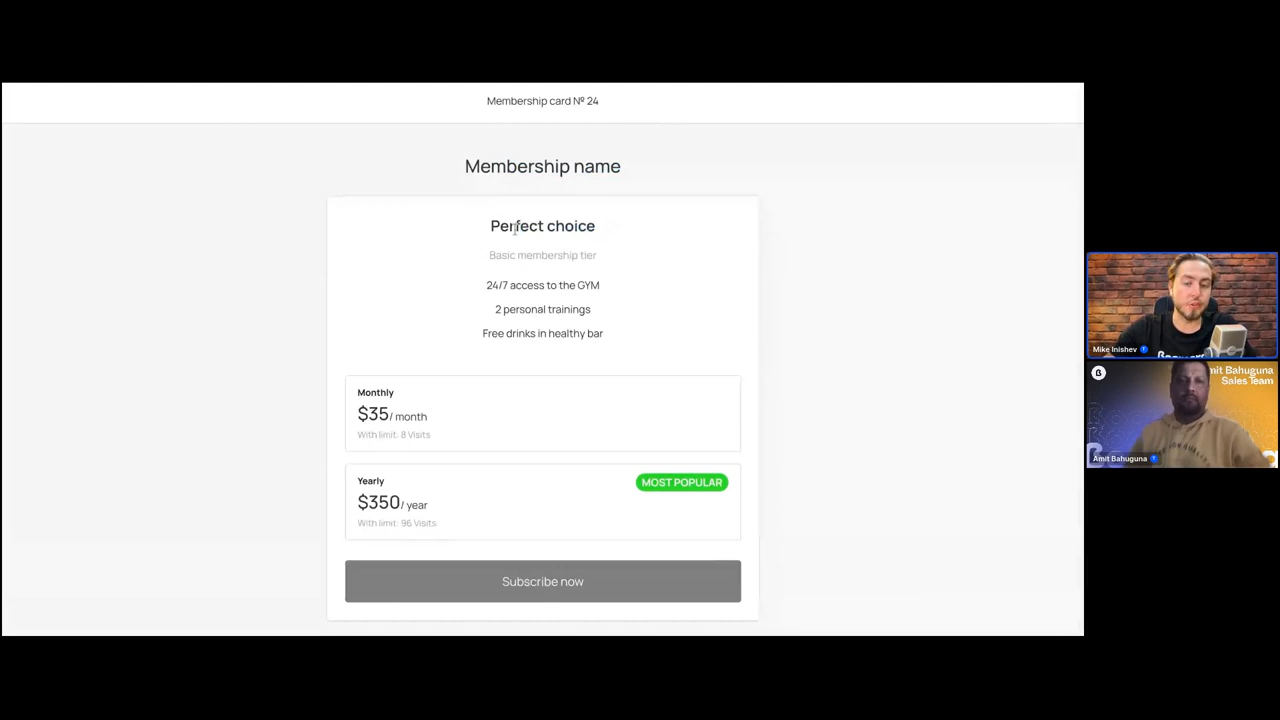 Membership card № 24
Membership name
Perfect choice
Basic membership tier
24/7 access to the GYM
2 personal trainings
Free drinks in healthy bar
Monthly
$35 / month
With limit: 8 Visits
Yearly
MOST POPULAR
$350 / year
With limit: 96 Visits
Subscribe now
Mike Inishev
mit Bahuguna
Sales Team
Amit Bahuguna